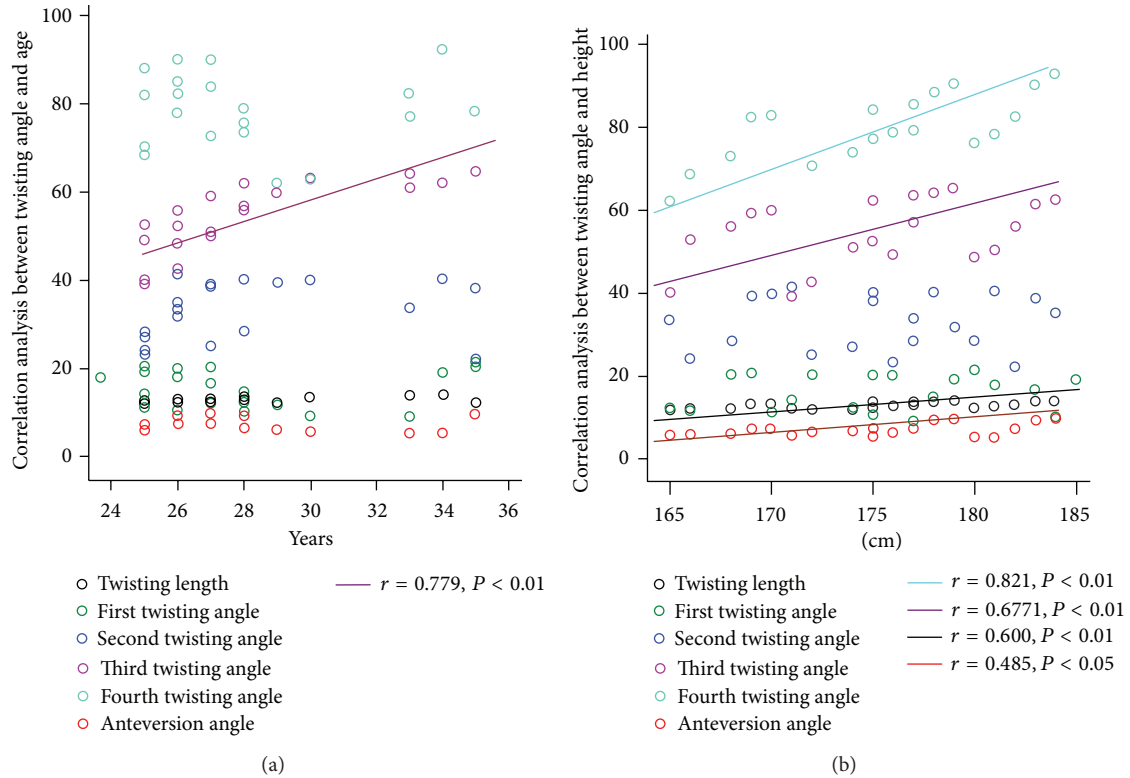 Correlation analysis between twisting angle and age
100
80
60
40
20
0
24 26 28 30 32 34 36
Years
Twisting length
First twisting angle
Second twisting angle
Third twisting angle
Fourth twisting angle
Anteversion angle
r = 0.779, P < 0.01
(a)
Correlation analysis between twisting angle and height
100
80
60
40
20
0
165 170 175 180 185
(cm)
Twisting length
First twisting angle
Second twisting angle
Third twisting angle
Fourth twisting angle
Anteversion angle
r = 0.821, P < 0.01
r = 0.6771, P < 0.01
r = 0.600, P < 0.01
r = 0.485, P < 0.05
(b)